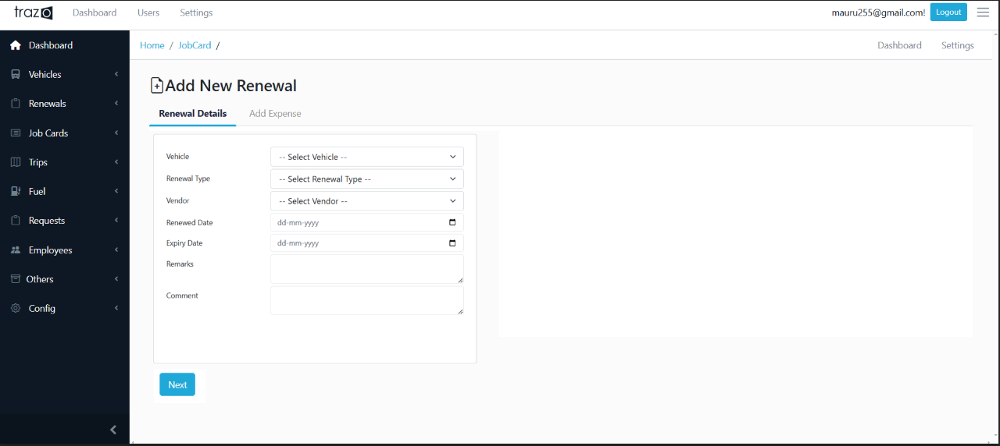 trazo Dashboard Users Settings mauru255@gmail.com! Logout
Dashboard
Vehicles
Renewals
Job Cards
Trips
Fuel
Requests
Employees
Others
Config
Home / JobCard / Dashboard Settings
Add New Renewal
Renewal Details Add Expense
Vehicle -- Select Vehicle --
Renewal Type -- Select Renewal Type --
Vendor -- Select Vendor --
Renewed Date dd-mm-yyyy
Expiry Date dd-mm-yyyy
Remarks
Comment
Next